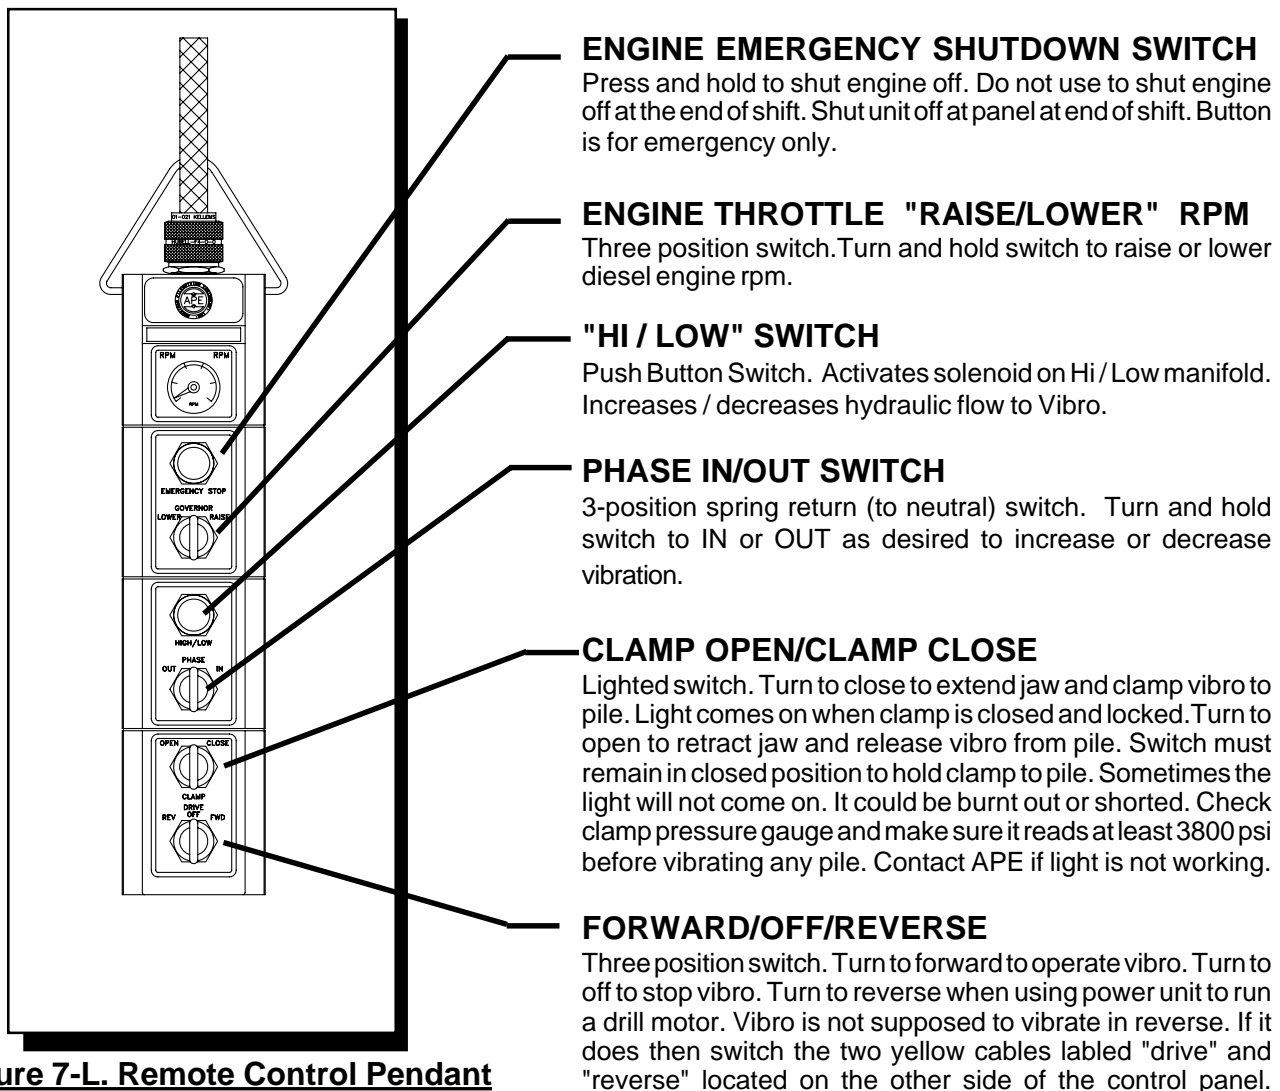 01-021 KELLEMS
APE
RPM RPM
RPM
EMERGENCY STOP
GOVERNOR
LOWER RAISE
HIGH/LOW
PHASE
OUT IN
OPEN CLOSE
CLAMP
DRIVE
OFF
REV FWD
ure 7-L. Remote Control Pendant
ENGINE EMERGENCY SHUTDOWN SWITCH
Press and hold to shut engine off. Do not use to shut engine
off at the end of shift. Shut unit off at panel at end of shift. Button
is for emergency only.
ENGINE THROTTLE "RAISE/LOWER" RPM
Three position switch.Turn and hold switch to raise or lower
diesel engine rpm.
"HI / LOW" SWITCH
Push Button Switch. Activates solenoid on Hi / Low manifold.
Increases / decreases hydraulic flow to Vibro.
PHASE IN/OUT SWITCH
3-position spring return (to neutral) switch. Turn and hold
switch to IN or OUT as desired to increase or decrease
vibration.
CLAMP OPEN/CLAMP CLOSE
Lighted switch. Turn to close to extend jaw and clamp vibro to
pile. Light comes on when clamp is closed and locked.Turn to
open to retract jaw and release vibro from pile. Switch must
remain in closed position to hold clamp to pile. Sometimes the
light will not come on. It could be burnt out or shorted. Check
clamp pressure gauge and make sure it reads at least 3800 psi
before vibrating any pile. Contact APE if light is not working.
FORWARD/OFF/REVERSE
Three position switch. Turn to forward to operate vibro. Turn to
off to stop vibro. Turn to reverse when using power unit to run
a drill motor. Vibro is not supposed to vibrate in reverse. If it
does then switch the two yellow cables labled "drive" and
"reverse" located on the other side of the control panel.